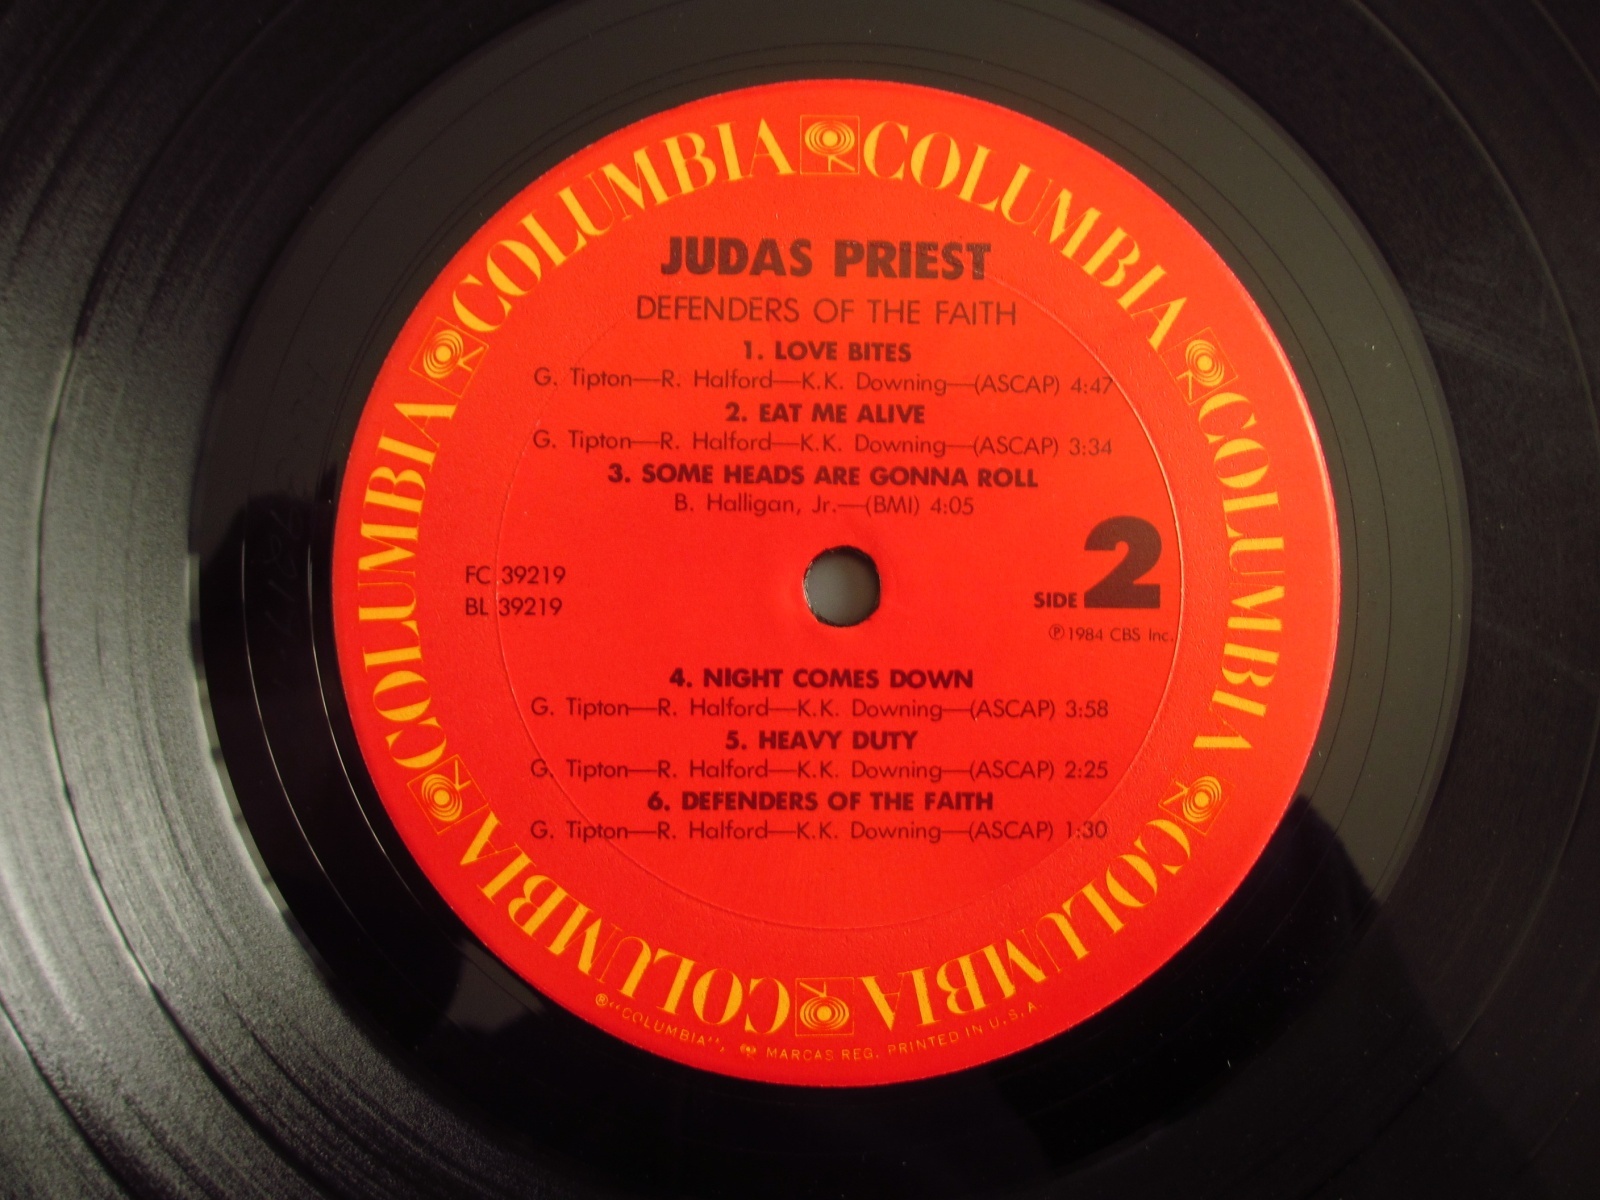 COLUMBIA COLUMBIA COLUMBIA COLUMBIA COLUMBIA COLUMBIA
JUDAS PRIEST
DEFENDERS OF THE FAITH
1. LOVE BITES
G. Tipton—R. Halford—K.K. Downing—(ASCAP) 4:47
2. EAT ME ALIVE
G. Tipton—R. Halford—K.K. Downing—(ASCAP) 3:34
3. SOME HEADS ARE GONNA ROLL
B. Halligan, Jr.—(BMI) 4:05
FC 39219
BL 39219
SIDE 2
℗1984 CBS Inc.
4. NIGHT COMES DOWN
G. Tipton—R. Halford—K.K. Downing—(ASCAP) 3:58
5. HEAVY DUTY
G. Tipton—R. Halford—K.K. Downing—(ASCAP) 2:25
6. DEFENDERS OF THE FAITH
G. Tipton—R. Halford—K.K. Downing—(ASCAP) 1:30
®"COLUMBIA", MARCAS REG. PRINTED IN U.S.A.